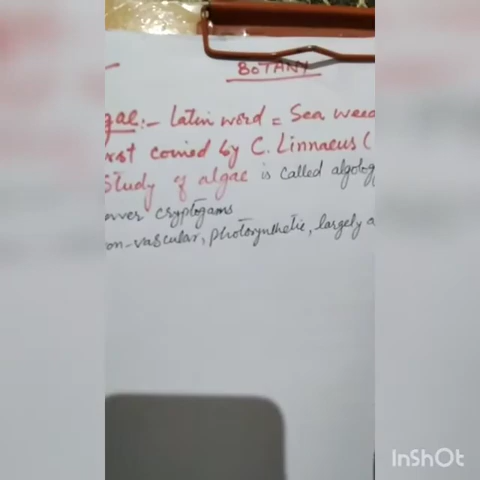 BOTANY
gae:- Latin word = Sea weed
rst coined by C. Linnaeus (
Study of algae is called algolog
ower cryptogams
on-vascular, photosynthetic, largely a
InShOt